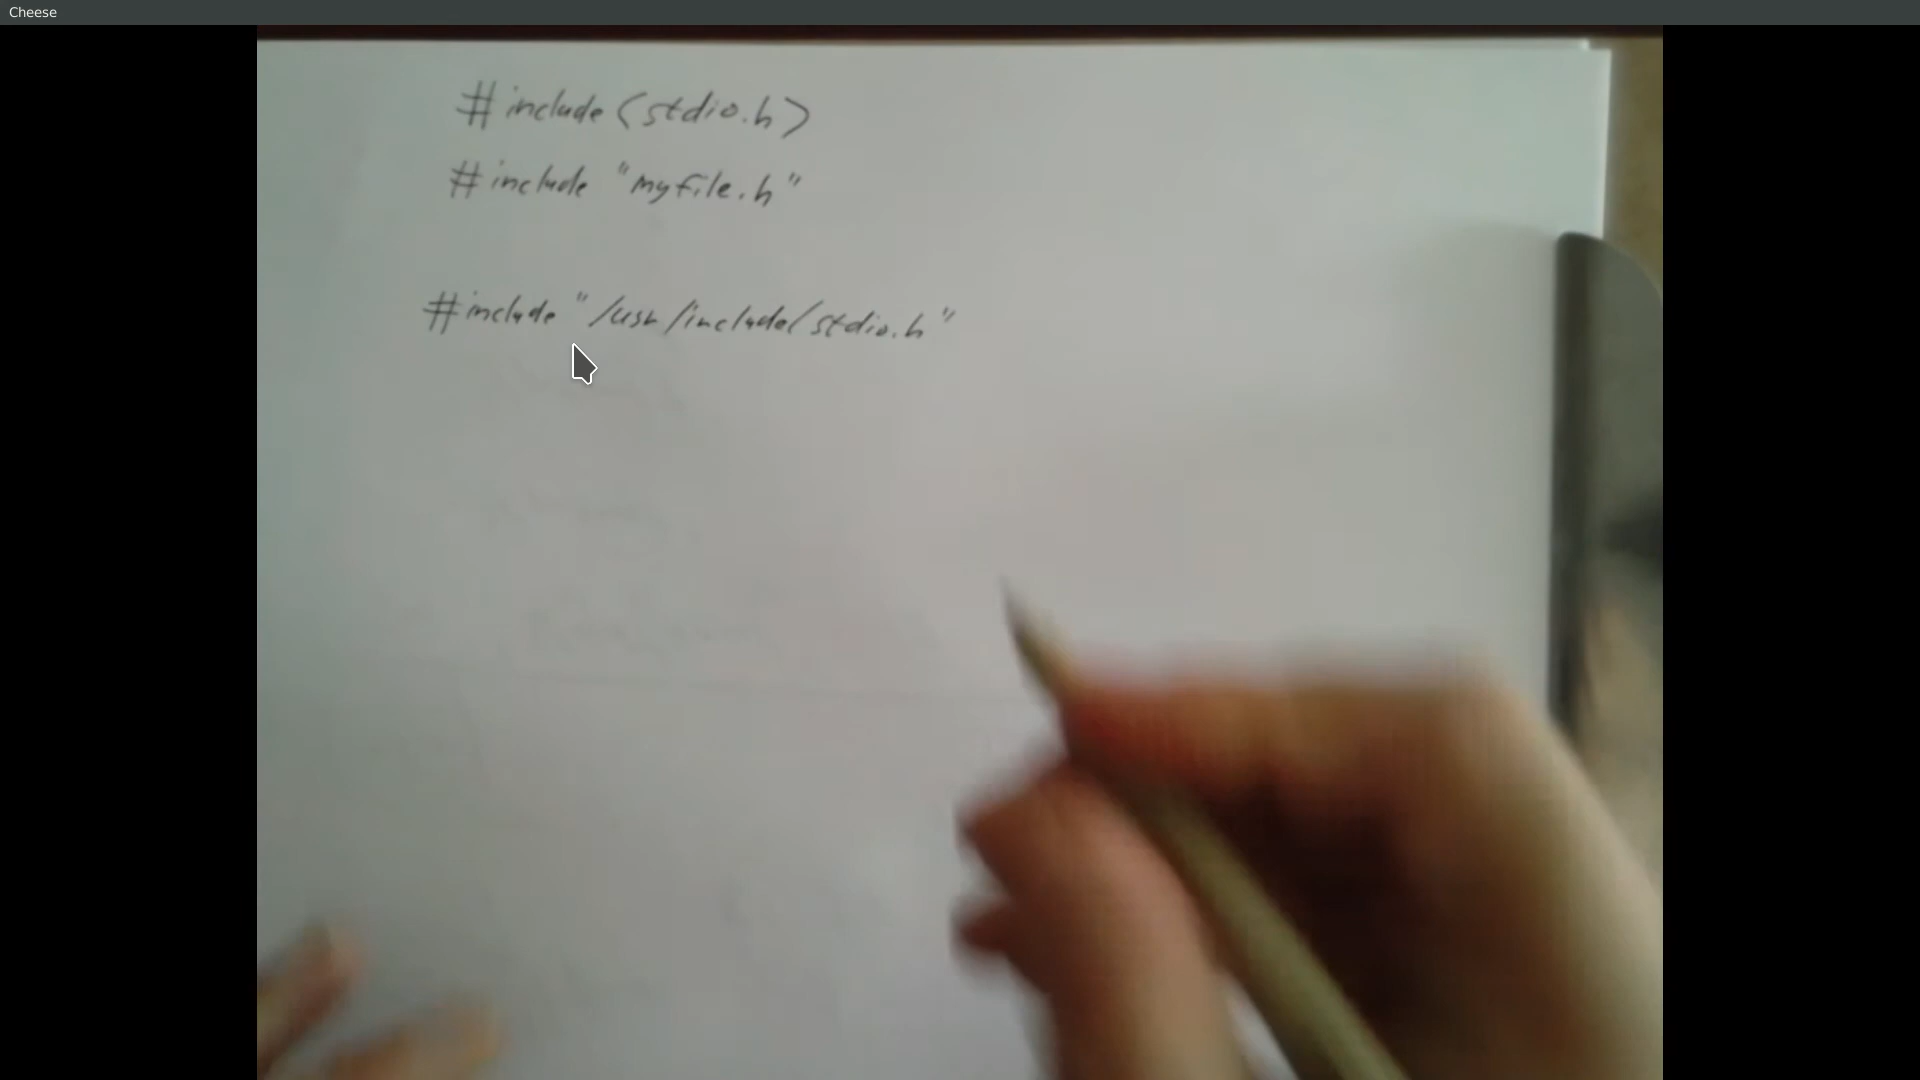 Cheese
#include <stdio.h>
#include "myfile.h"
#include "/usr/include/stdio.h"